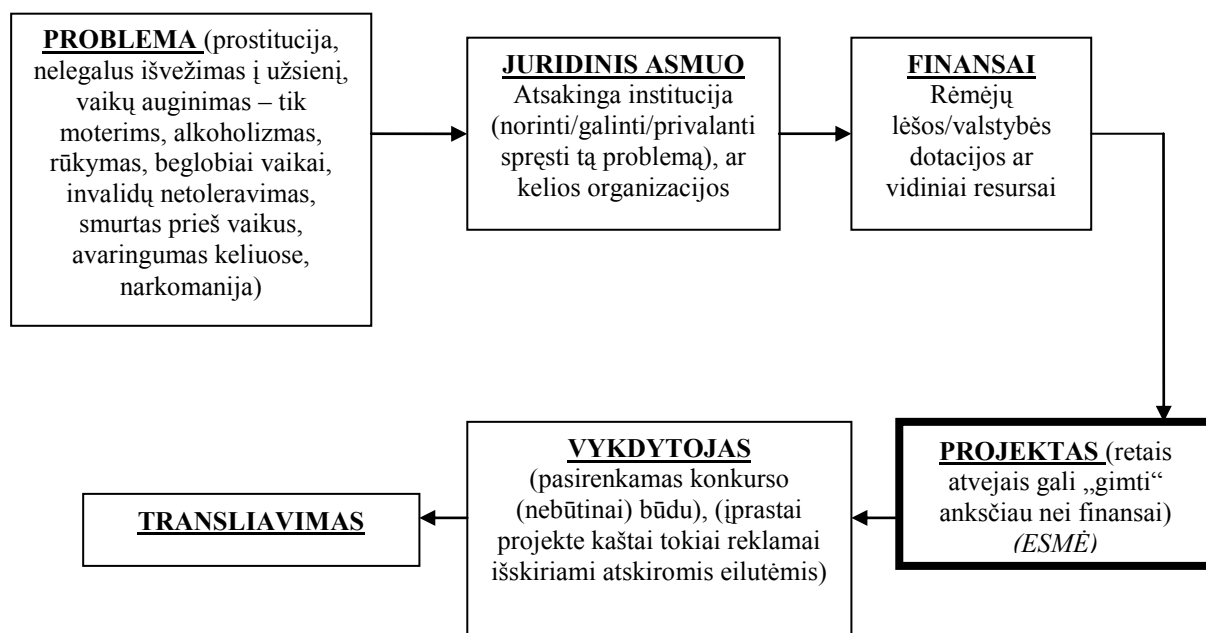 PROBLEMA (prostitucija,
nelegalus išvežimas į užsienį,
vaikų auginimas – tik
moterims, alkoholizmas,
rūkymas, beglobiai vaikai,
invalidų netoleravimas,
smurtas prieš vaikus,
avaringumas keliuose,
narkomanija)
JURIDINIS ASMUO
Atsakinga institucija
(norinti/galinti/privalanti
spręsti tą problemą), ar
kelios organizacijos
FINANSAI
Rėmėjų
lėšos/valstybės
dotacijos ar
vidiniai resursai
PROJEKTAS (retais
atvejais gali „gimti“
anksčiau nei finansai)
(ESMĖ)
VYKDYTOJAS
(pasirenkamas konkurso
(nebūtinai) būdu), (įprastai
projekte kaštai tokiai reklamai
išskiriami atskiromis eilutėmis)
TRANSLIAVIMAS